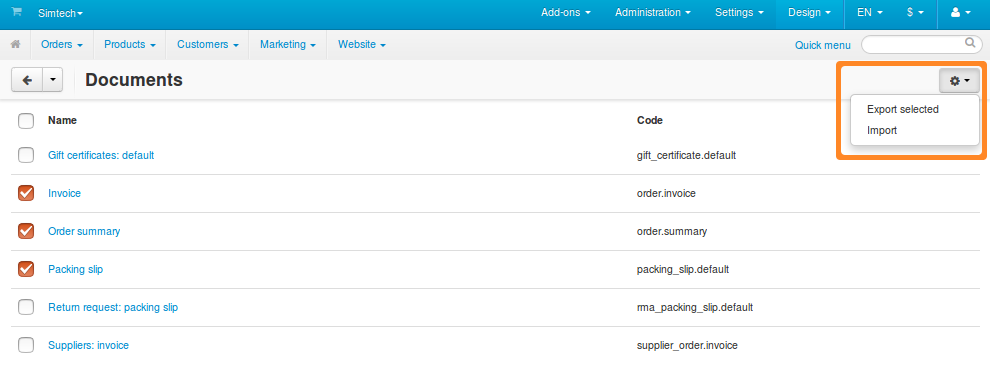 Simtech Add-ons Administration Settings Design EN $
Orders Products Customers Marketing Website Quick menu
Documents
Export selected
Import
Name Code
Gift certificates: default gift_certificate.default
Invoice order.invoice
Order summary order.summary
Packing slip packing_slip.default
Return request: packing slip rma_packing_slip.default
Suppliers: invoice supplier_order.invoice